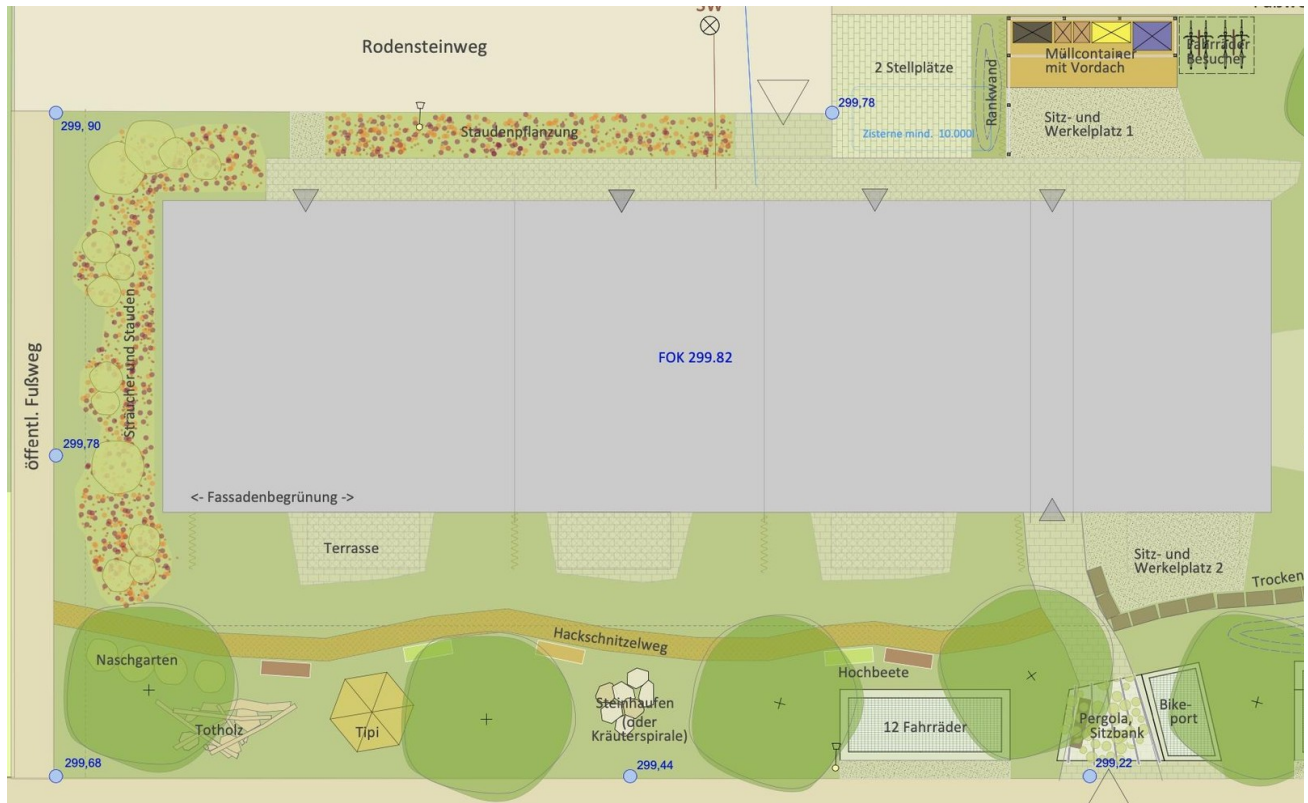 SW
Rodensteinweg
2 Stellplätze
Rankwand
Müllcontainer
mit Vordach
Fahrräder
Besucher
299,78
299, 90
Staudenpflanzung
Zisterne mind. 10.000l
Sitz- und
Werkelplatz 1
Sträucher und Stauden
öffentl. Fußweg
FOK 299.82
299,78
<- Fassadenbegrünung ->
Terrasse
Sitz- und
Werkelplatz 2
Trocken
Hackschnitzelweg
Naschgarten
Hochbeete
Totholz
Tipi
Steinhaufen
(oder
Kräuterspirale)
12 Fahrräder
Pergola,
Sitzbank
Bike-
port
299,68
299,44
299,22